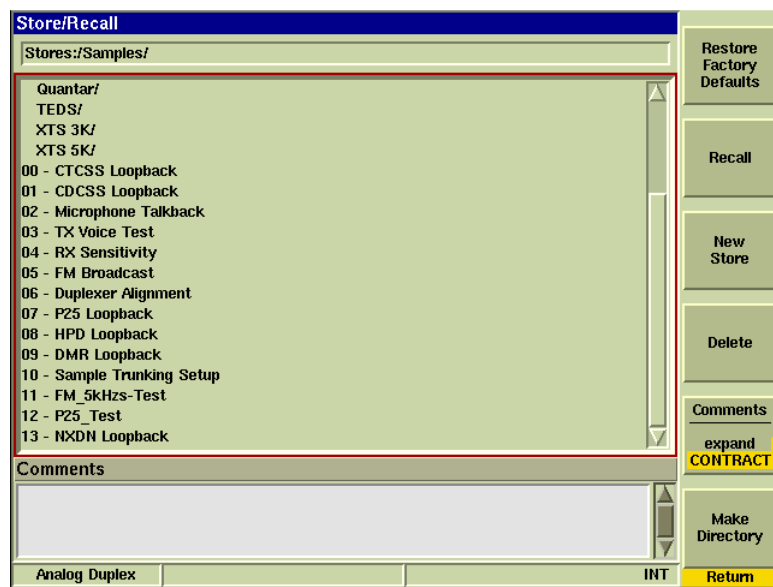 Store/Recall
Stores:/Samples/
Quantar/
TEDS/
XTS 3K/
XTS 5K/
00 - CTCSS Loopback
01 - CDCSS Loopback
02 - Microphone Talkback
03 - TX Voice Test
04 - RX Sensitivity
05 - FM Broadcast
06 - Duplexer Alignment
07 - P25 Loopback
08 - HPD Loopback
09 - DMR Loopback
10 - Sample Trunking Setup
11 - FM_5kHzs-Test
12 - P25_Test
13 - NXDN Loopback
Comments
Analog Duplex
INT
Restore
Factory
Defaults
Recall
New
Store
Delete
Comments
expand
CONTRACT
Make
Directory
Return